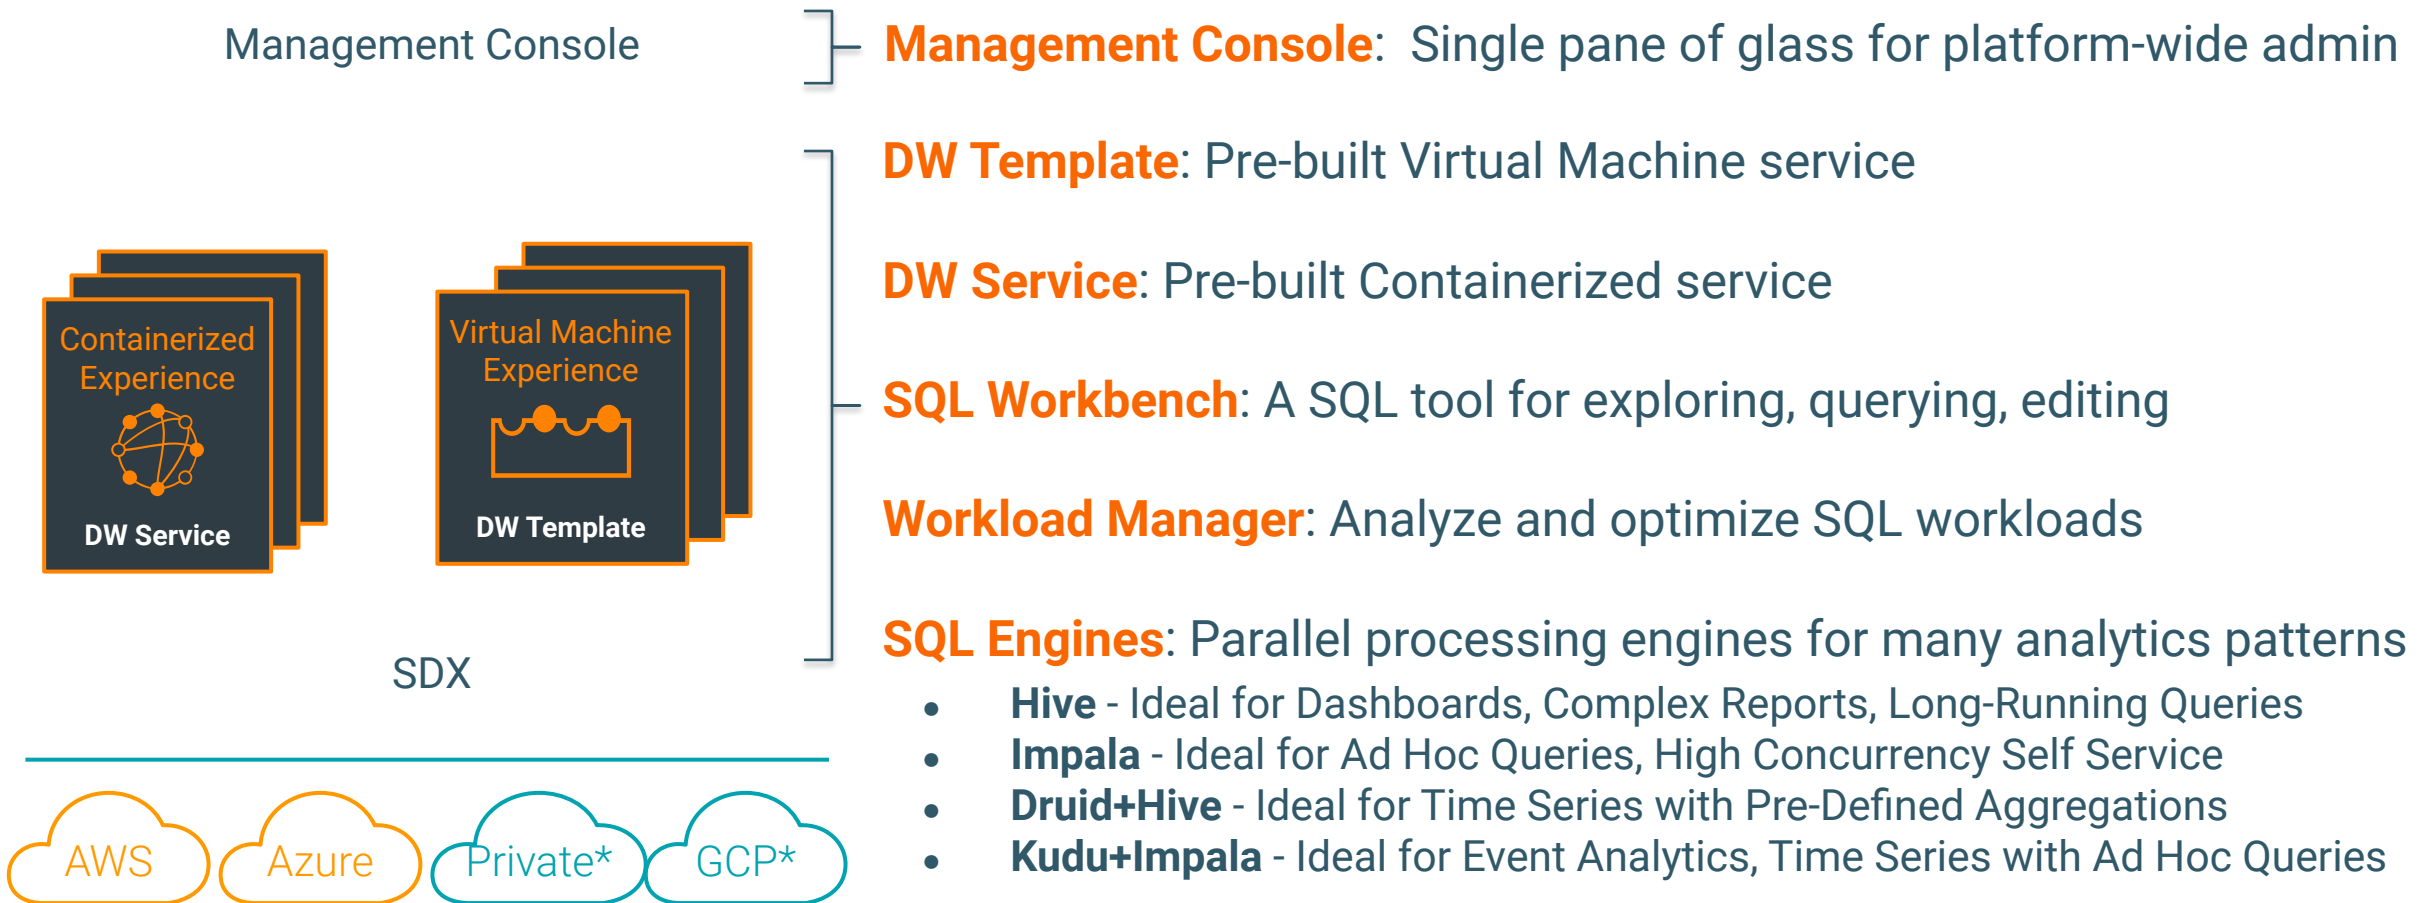 Management Console
Containerized
Experience
DW Service
Virtual Machine
Experience
DW Template
SDX
AWS
Azure
Private*
GCP*
Management Console:  Single pane of glass for platform-wide admin
DW Template: Pre-built Virtual Machine service
DW Service: Pre-built Containerized service
SQL Workbench: A SQL tool for exploring, querying, editing
Workload Manager: Analyze and optimize SQL workloads
SQL Engines: Parallel processing engines for many analytics patterns
● Hive - Ideal for Dashboards, Complex Reports, Long-Running Queries
● Impala - Ideal for Ad Hoc Queries, High Concurrency Self Service
● Druid+Hive - Ideal for Time Series with Pre-Defined Aggregations
● Kudu+Impala - Ideal for Event Analytics, Time Series with Ad Hoc Queries